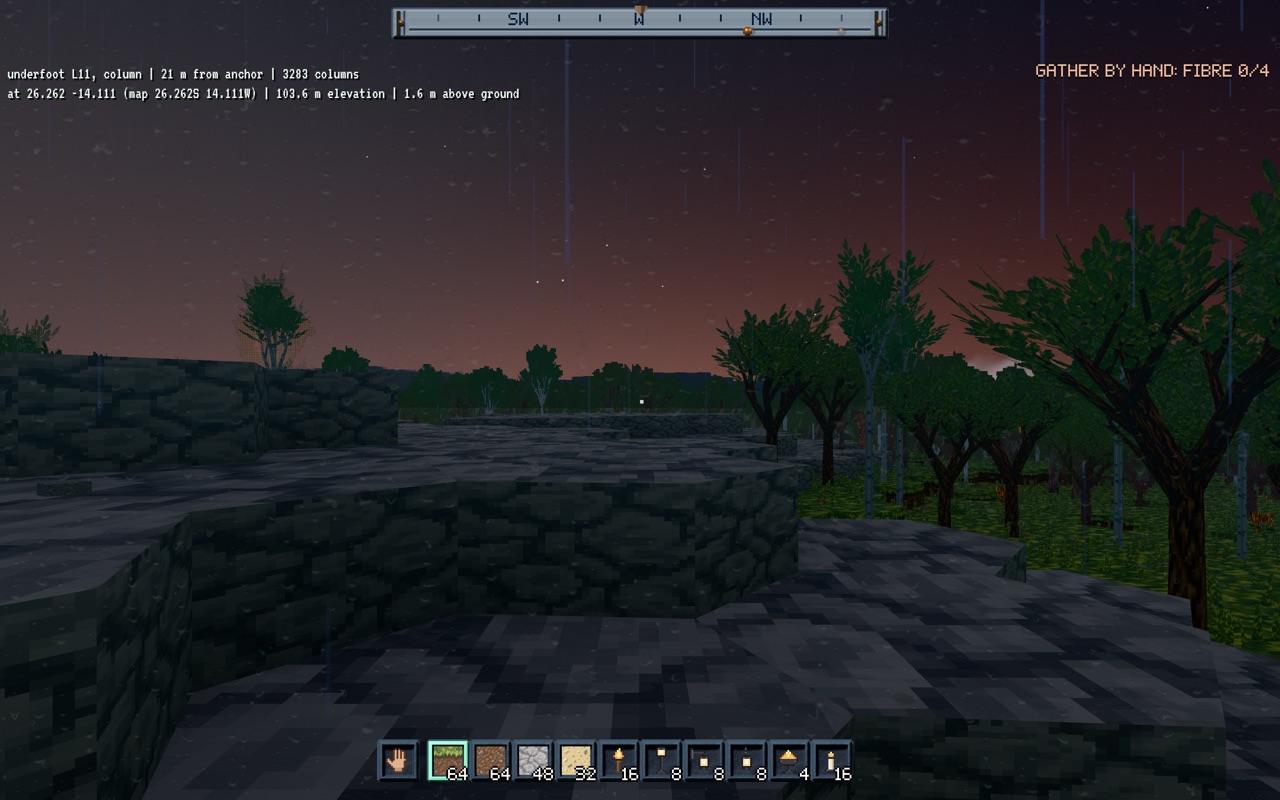 SW W NW
underfoot L11, column | 21 m from anchor | 3283 columns
GATHER BY HAND: FIBRE 0/4
at 26.262 -14.111 (map 26.262S 14.111W) | 103.6 m elevation | 1.6 m above ground
64 64 48 32 16 8 8 8 4 16